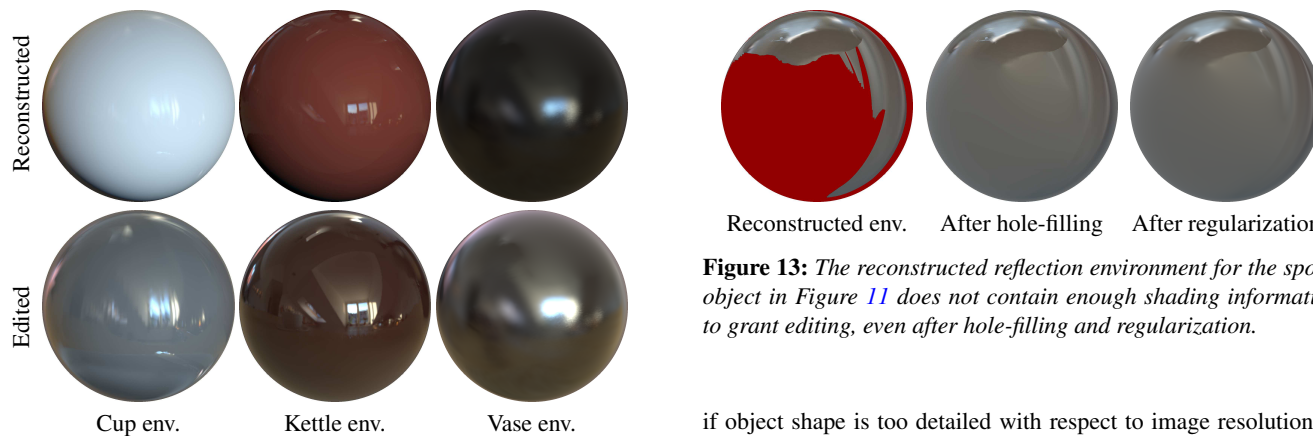 Reconstructed
Edited
Cup env.
Kettle env.
Vase env.
Reconstructed env.
After hole-filling
After regularization
Figure 13: The reconstructed reflection environment for the
object in Figure 11 does not contain enough shading
to grant editing, even after hole-filling and regularization.
if object shape is too detailed with respect to image resolution